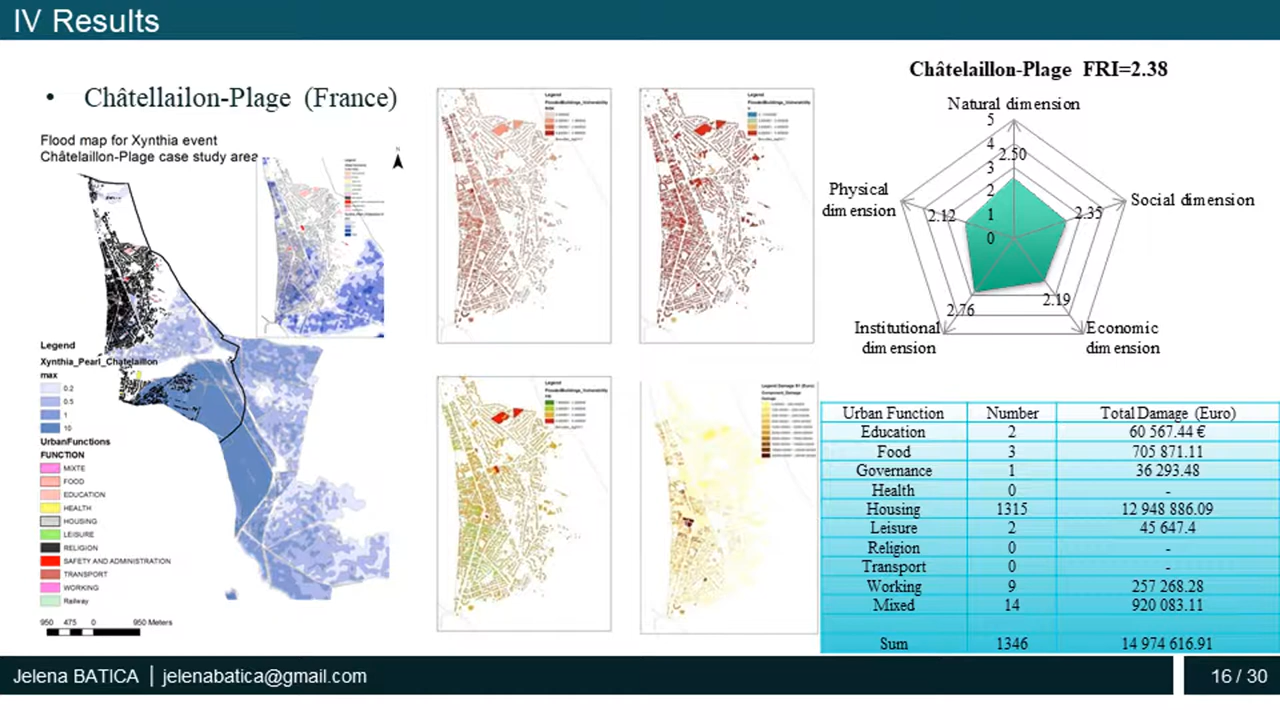 IV Results
• Châtellailon-Plage (France)
Flood map for Xynthia event
Châtelaillon-Plage case study area
N
Legend
Xynthia_Pearl_Chatelaillon
max
0.2
0.5
1
10
UrbanFunctions
FUNCTION
MIXTE
FOOD
EDUCATION
HEALTH
HOUSING
LEISURE
RELIGION
SAFETY AND ADMINISTRATION
TRANSPORT
WORKING
Railway
950 475 0 950 Meters
Legend
Legend
Legend
Châtelaillon-Plage FRI=2.38
Natural dimension
5
4
3
2
1
0
2.50
Social dimension
2.35
Economic
dimension
2.19
Institutional
dimension
2.76
Physical
dimension
2.12
Urban Function Number Total Damage (Euro)
Education 2 60 567.44 €
Food 3 705 871.11
Governance 1 36 293.48
Health 0 -
Housing 1315 12 948 886.09
Leisure 2 45 647.4
Religion 0 -
Transport 0 -
Working 9 257 268.28
Mixed 14 920 083.11
Sum 1346 14 974 616.91
Jelena BATICA | jelenabatica@gmail.com
16 / 30